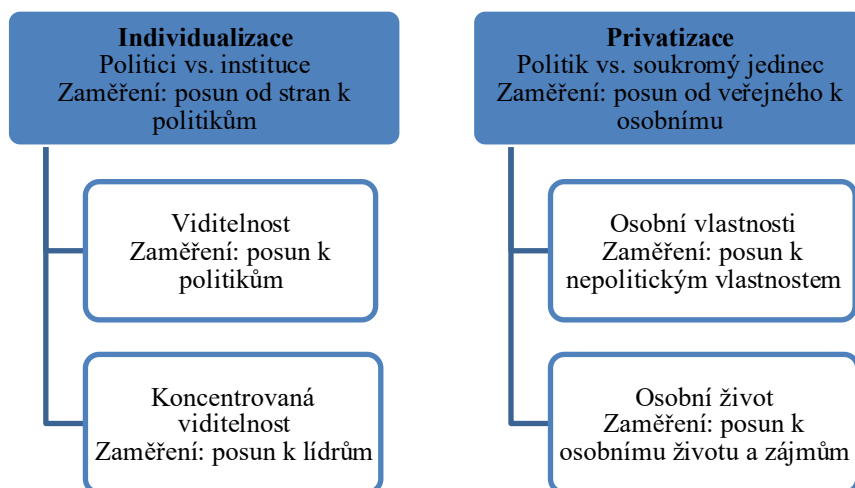 Individualizace
Politici vs. instituce
Zaměření: posun od stran k
politikům
Viditelnost
Zaměření: posun k
politikům
Koncentrovaná
viditelnost
Zaměření: posun k lídrům
Privatizace
Politik vs. soukromý jedinec
Zaměření: posun od veřejného k
osobnímu
Osobní vlastnosti
Zaměření: posun k
nepolitickým vlastnostem
Osobní život
Zaměření: posun k
osobnímu životu a zájmům